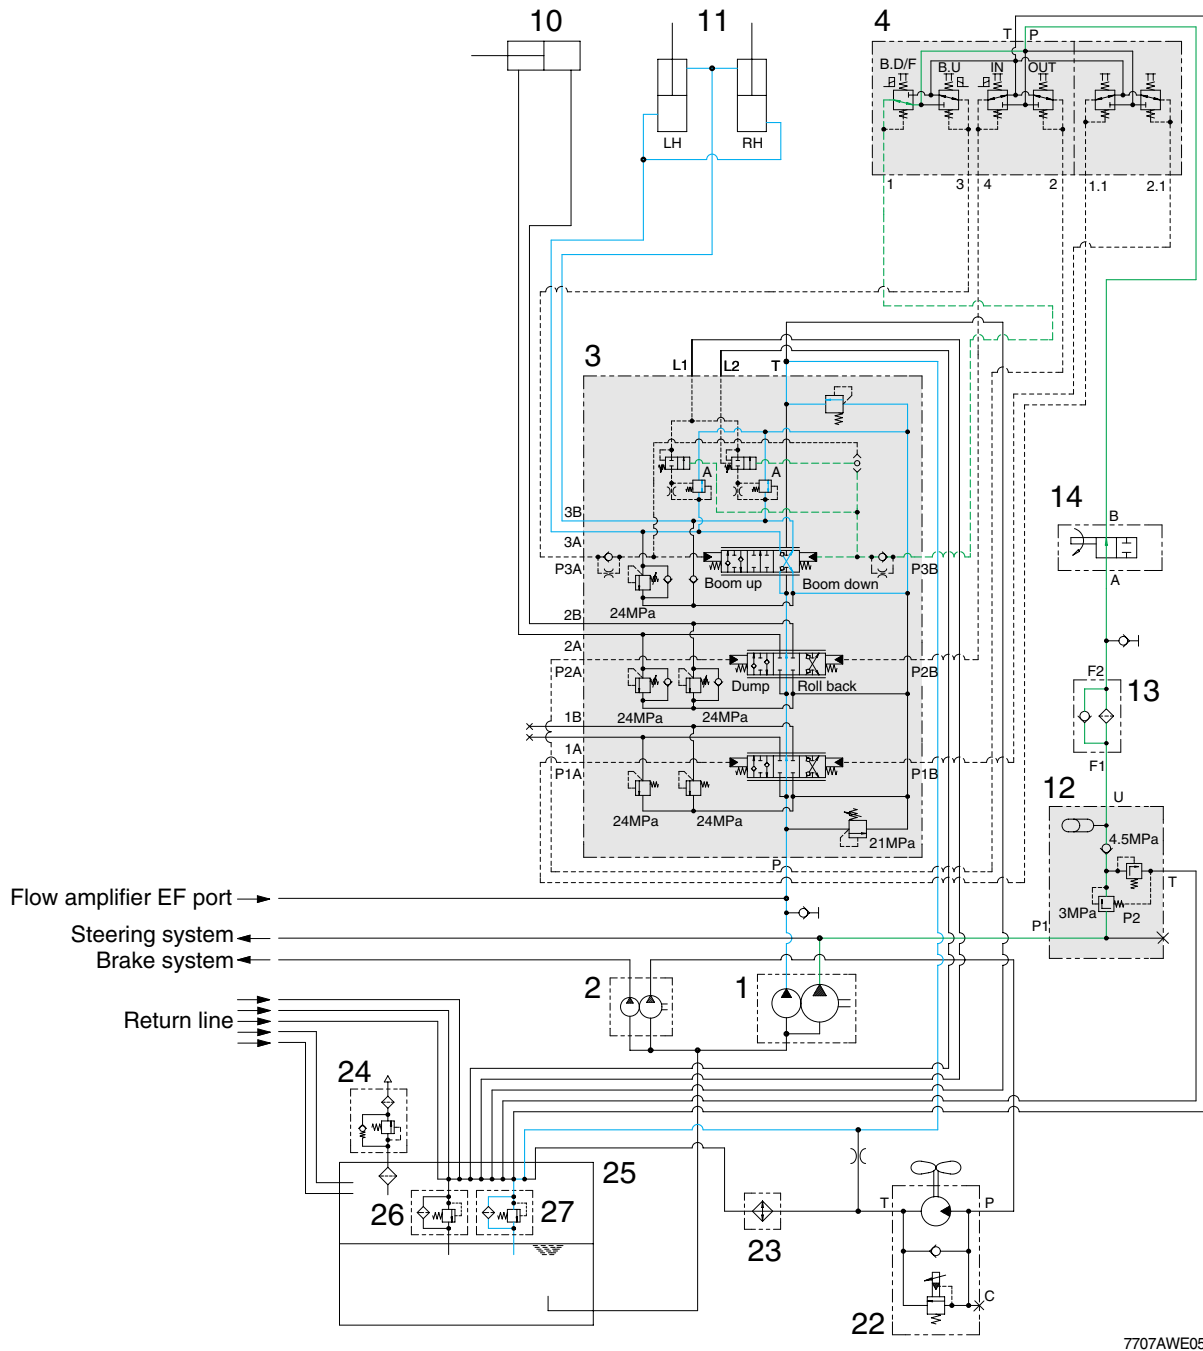 10 11 4
T P
B.D/F B.U IN OUT
LH RH
1 3 4 2 1.1 2.1
3 L1 L2 T
14
B
A A
3B
3A
P3A Boom up Boom down P3B
A
24MPa
2B
2A
P2A Dump Roll back P2B
F2 13
24MPa 24MPa
1B
1A
P1A P1B
F1
12 U
24MPa 24MPa
21MPa 4.5MPa
P T
Flow amplifier EF port
3MPa P2
Steering system P1
Brake system
2 1
Return line
24
25
26 27
T P
23
C
22
7707AWE05